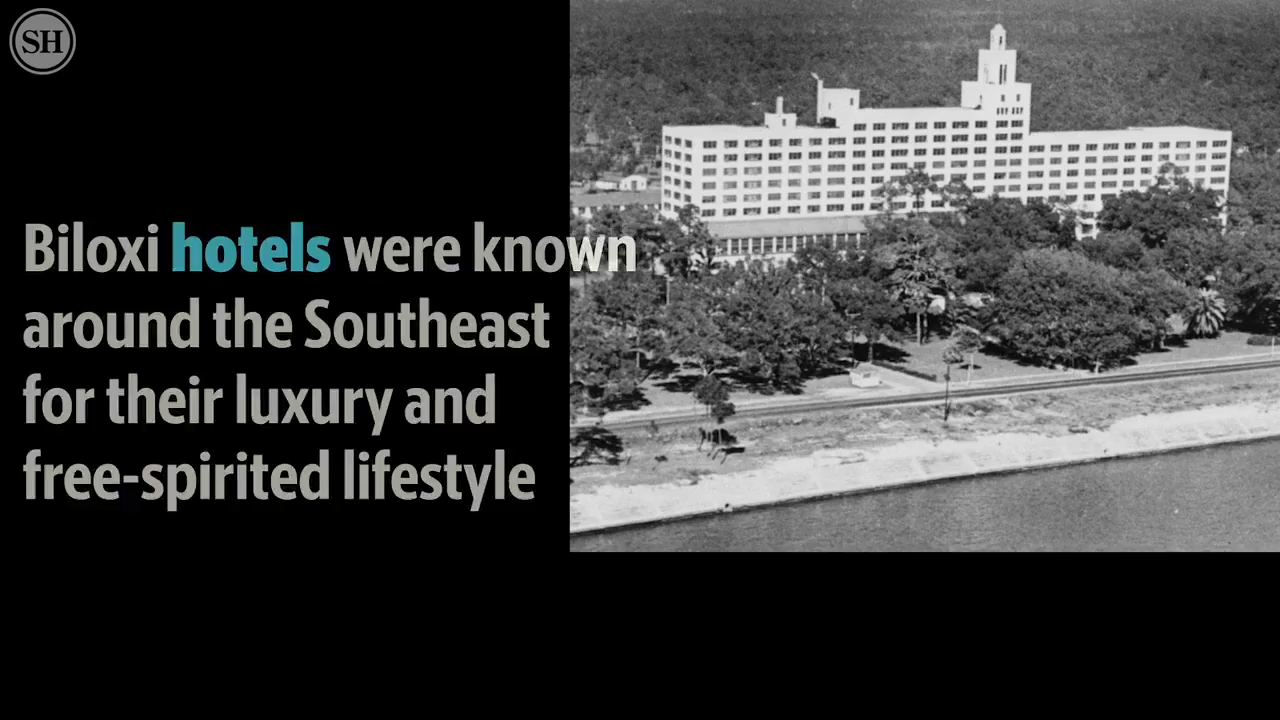 SH
Biloxi hotels were known
around the Southeast
for their luxury and
free-spirited lifestyle